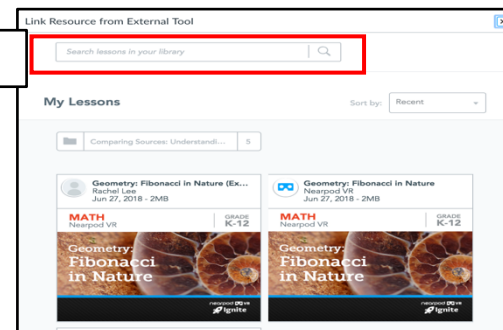 Link Resource from External Tool
Search lessons in your library
My Lessons
Sort by: Recent
Comparing Sources: Understandi... 5
Geometry: Fibonacci in Nature (Ex...
Rachel Lee
Jun 27, 2018 - 2MB
MATH
Nearpod VR
GRADE
K-12
Geometry:
Fibonacci
in Nature
nearpod VR
Ignite
Geometry: Fibonacci in Nature
Nearpod VR
Jun 27, 2018 - 2MB
MATH
Nearpod VR
GRADE
K-12
Geometry:
Fibonacci
in Nature
nearpod VR
Ignite